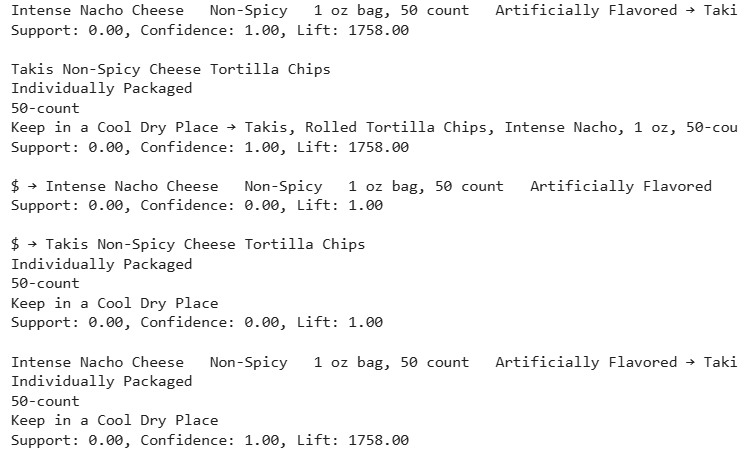 Intense Nacho Cheese   Non-Spicy   1 oz bag, 50 count   Artificially Flavored → Taki
Support: 0.00, Confidence: 1.00, Lift: 1758.00
Takis Non-Spicy Cheese Tortilla Chips
Individually Packaged
50-count
Keep in a Cool Dry Place → Takis, Rolled Tortilla Chips, Intense Nacho, 1 oz, 50-cou
Support: 0.00, Confidence: 1.00, Lift: 1758.00
$ → Intense Nacho Cheese   Non-Spicy   1 oz bag, 50 count   Artificially Flavored
Support: 0.00, Confidence: 0.00, Lift: 1.00
$ → Takis Non-Spicy Cheese Tortilla Chips
Individually Packaged
50-count
Keep in a Cool Dry Place
Support: 0.00, Confidence: 0.00, Lift: 1.00
Intense Nacho Cheese   Non-Spicy   1 oz bag, 50 count   Artificially Flavored → Taki
Individually Packaged
50-count
Keep in a Cool Dry Place
Support: 0.00, Confidence: 1.00, Lift: 1758.00